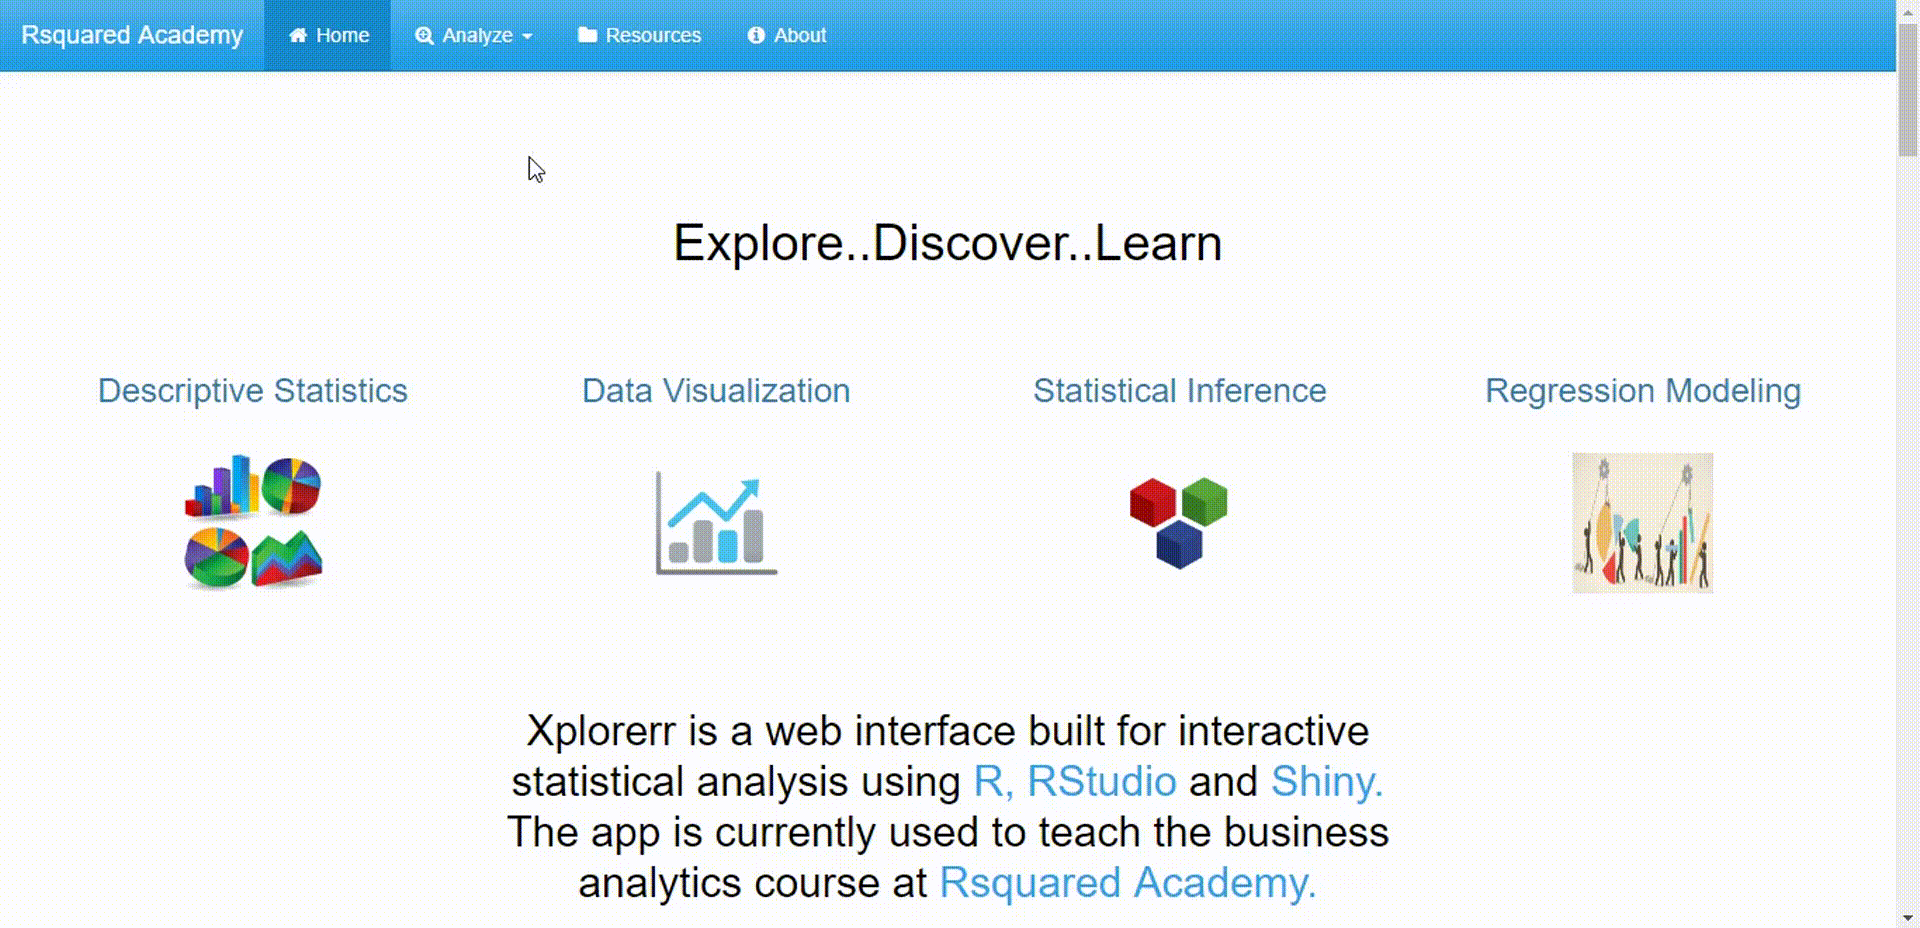 Rsquared Academy Home Analyze Resources About
Explore..Discover..Learn
Descriptive Statistics Data Visualization Statistical Inference Regression Modeling
Xplorerr is a web interface built for interactive
statistical analysis using R, RStudio and Shiny.
The app is currently used to teach the business
analytics course at Rsquared Academy.